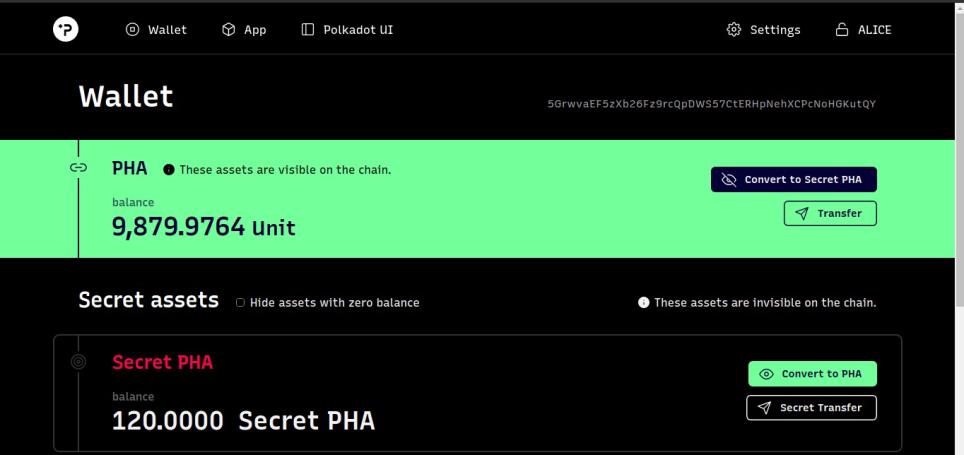 Wallet App Polkadot UI Settings ALICE
Wallet
5GrwvaEF5zXb26Fz9rcQpDWS57CtERHpNehXCPcNoHGKutQY
PHA These assets are visible on the chain.
Convert to Secret PHA
balance
9,879.9764 Unit
Transfer
Secret assets Hide assets with zero balance These assets are invisible on the chain.
Secret PHA
Convert to PHA
balance
120.0000 Secret PHA
Secret Transfer